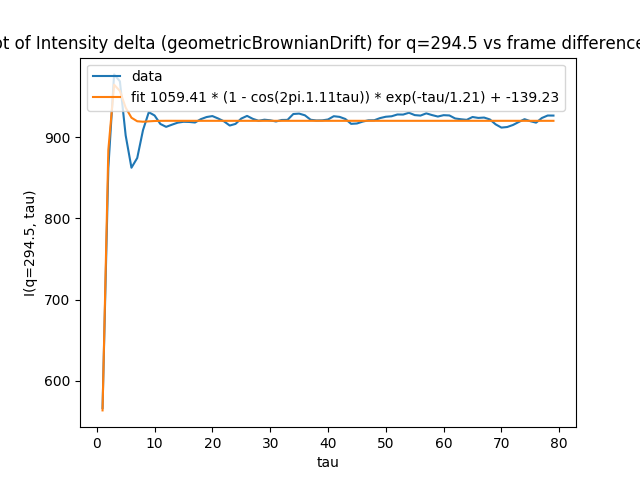 ot of Intensity delta (geometricBrownianDrift) for q=294.5 vs frame difference
data
fit 1059.41 * (1 - cos(2pi.1.11tau)) * exp(-tau/1.21) + -139.23
I(q=294.5, tau)
900
800
700
600
0 10 20 30 40 50 60 70 80
tau